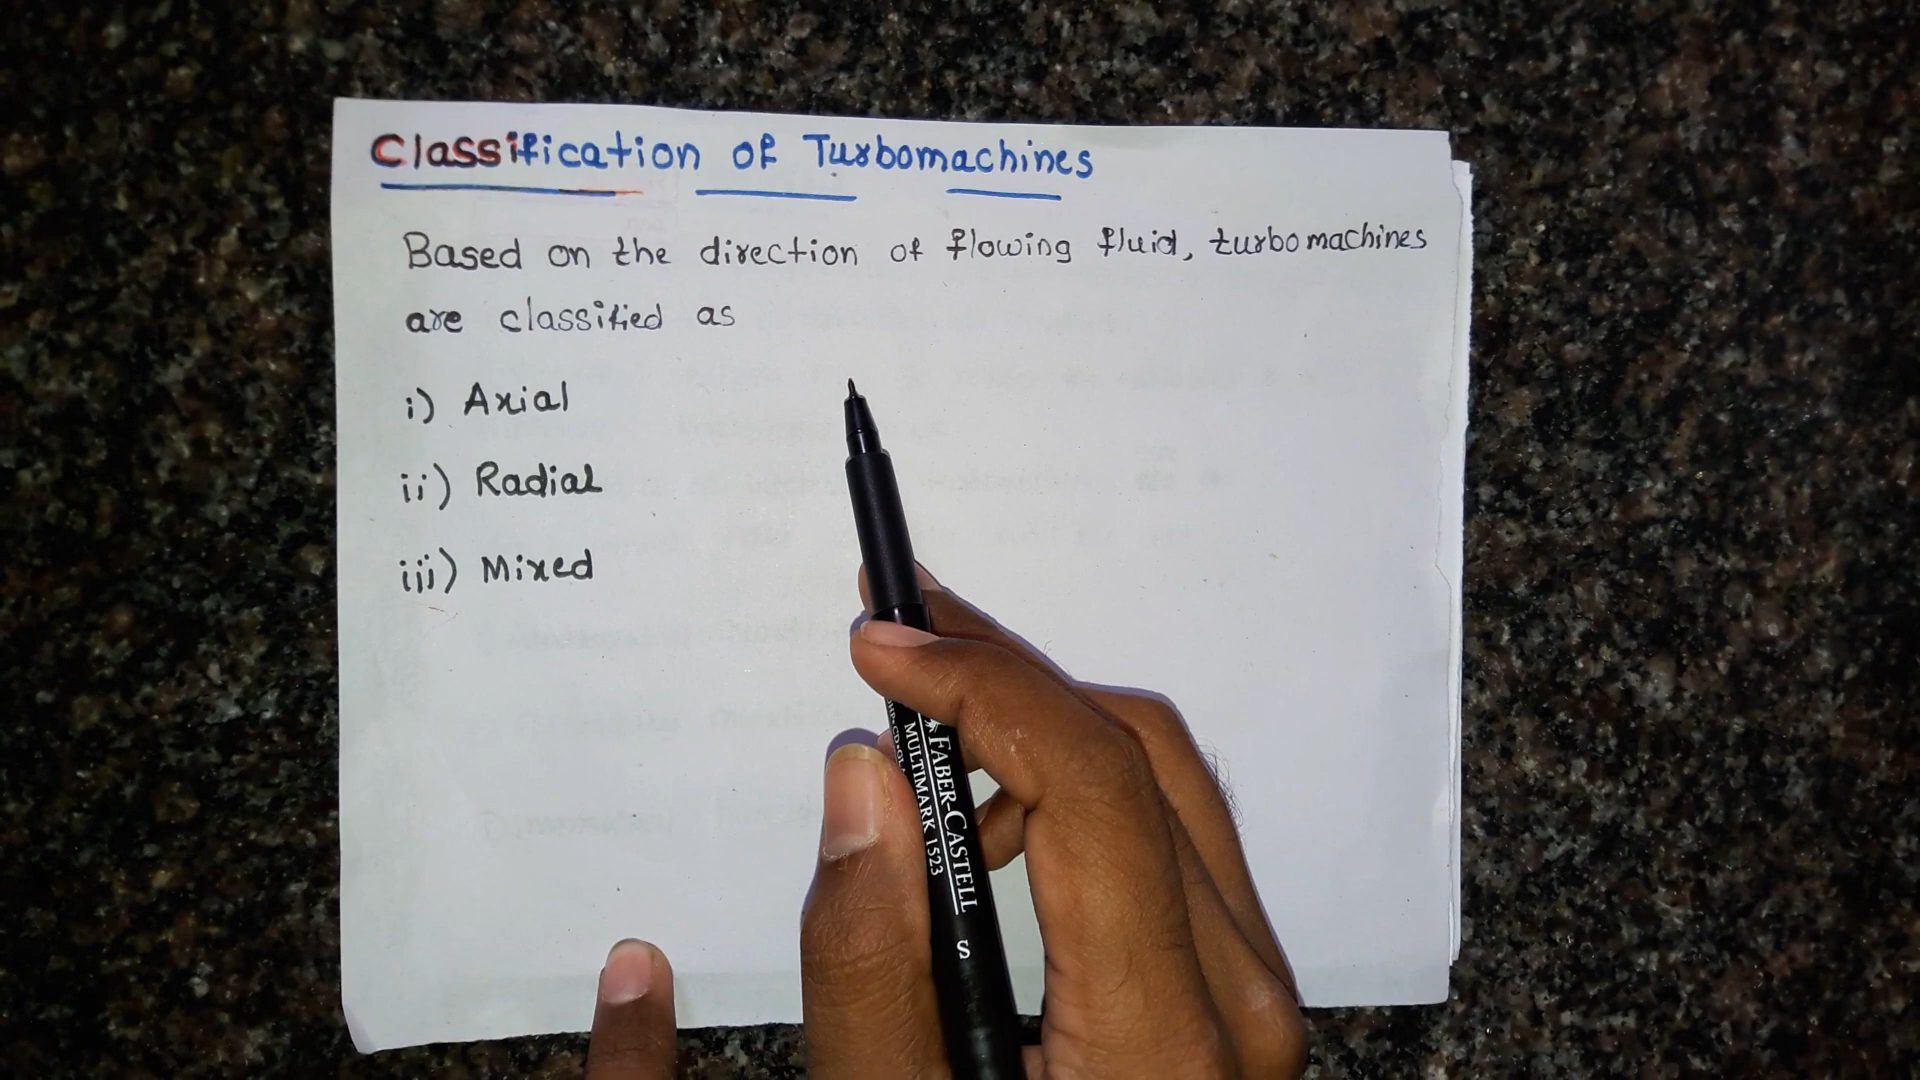 Classification of Turbomachines
Based on the direction of flowing fluid, turbomachines
are classified as
i) Axial
ii) Radial
iii) Mixed
FABER-CASTELL S
MULTIMARK 1523